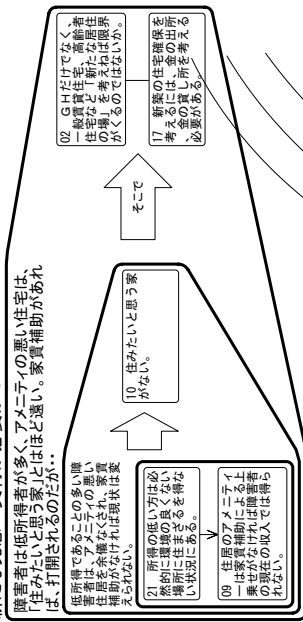 障害者は低所得者が多く、アメニティの悪い住宅は、
「住みたいと思う家」とはほど遠い。家賃補助があれ
ば、打開されるのだが・・
低所得であることの多い障
害者は、アメニティの悪い
住居を余儀なくされ、家賃
補助がなければ現状は変
えられない。
21 所得の低い方は必
然的に環境の良くない
場所に住まざるを得な
い状況にある。
09 住居のアメニティ
は家賃補助による上
乗せがなければ障害者
の現在の収入では得ら
れない。
10 住みたいと思う家
がない。
そこで
02 GHだけでなく、
一般賃貸住宅、高齢者
住宅など「新たな居住
の場」を考えねば限界
がくるのではないか。
17 新築の住宅確保を
考えるには、金の出所
、金の貸し所を考える
必要がある。